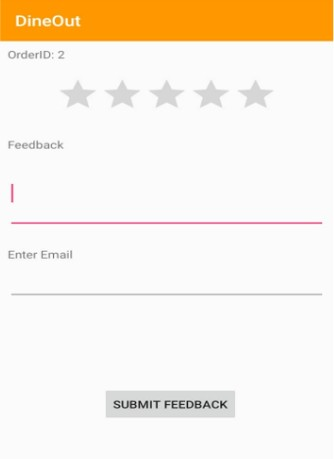 DineOut
OrderID: 2
Feedback
Enter Email
SUBMIT FEEDBACK